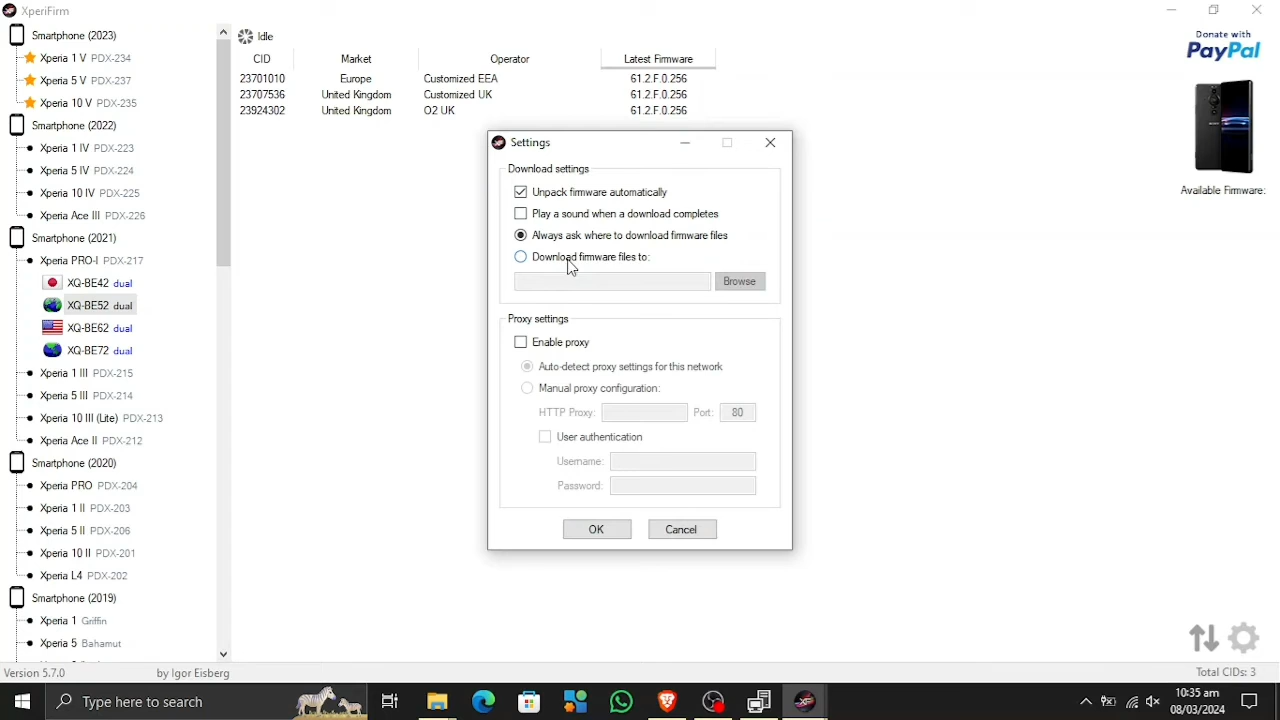 XperiFirm
Smartphone (2023)
Xperia 1 V PDX-234
Xperia 5 V PDX-237
Xperia 10 V PDX-235
Smartphone (2022)
Xperia 1 IV PDX-223
Xperia 5 IV PDX-224
Xperia 10 IV PDX-225
Xperia Ace III PDX-226
Smartphone (2021)
Xperia PRO-I PDX-217
XQ-BE42 dual
XQ-BE52 dual
XQ-BE62 dual
XQ-BE72 dual
Xperia 1 III PDX-215
Xperia 5 III PDX-214
Xperia 10 III (Lite) PDX-213
Xperia Ace II PDX-212
Smartphone (2020)
Xperia PRO PDX-204
Xperia 1 II PDX-203
Xperia 5 II PDX-206
Xperia 10 II PDX-201
Xperia L4 PDX-202
Smartphone (2019)
Xperia 1 Griffin
Xperia 5 Bahamut
Idle
CID Market Operator Latest Firmware
23701010 Europe Customized EEA 61.2.F.0.256
23707536 United Kingdom Customized UK 61.2.F.0.256
23924302 United Kingdom O2 UK 61.2.F.0.256
Donate with
PayPal
SONY
Available Firmware:
Settings
Download settings
Unpack firmware automatically
Play a sound when a download completes
Always ask where to download firmware files
Download firmware files to:
Browse
Proxy settings
Enable proxy
Auto-detect proxy settings for this network
Manual proxy configuration:
HTTP Proxy: Port: 80
User authentication
Username:
Password:
OK Cancel
Version 5.7.0 by Igor Eisberg Total CIDs: 3
Type here to search
10:35 am
08/03/2024